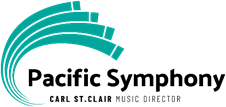 Pacific Symphony
CARL ST.CLAIR MUSIC DIRECTOR